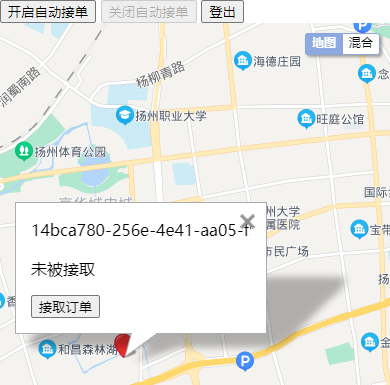 开启自动接单 关闭自动接单 登出
地图 混合
海德庄园
念
杨柳青路
润蜀南路
扬州职业大学
旺庭公馆
扬州体育公园
国际
14bca780-256e-4e41-aa05-f
州大学
属医院
宝带
未被接取
市民广场
香
接取订单
和昌森林湖
金